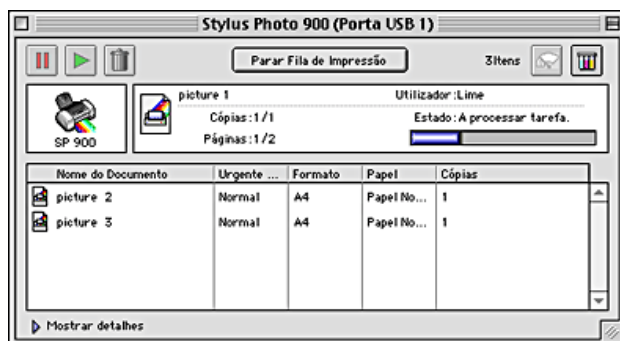 Stylus Photo 900 (Porta USB 1)
Parar Fila de Impressão
3Itens
SP 900
picture 1
Utilizador :Lime
Cópias:1/1
Estado:A processar tarefa.
Páginas:1/2
Nome do Documento Urgente ... Formato Papel Cópias
picture 2 Normal A4 Papel No... 1
picture 3 Normal A4 Papel No... 1
Mostrar detalhes